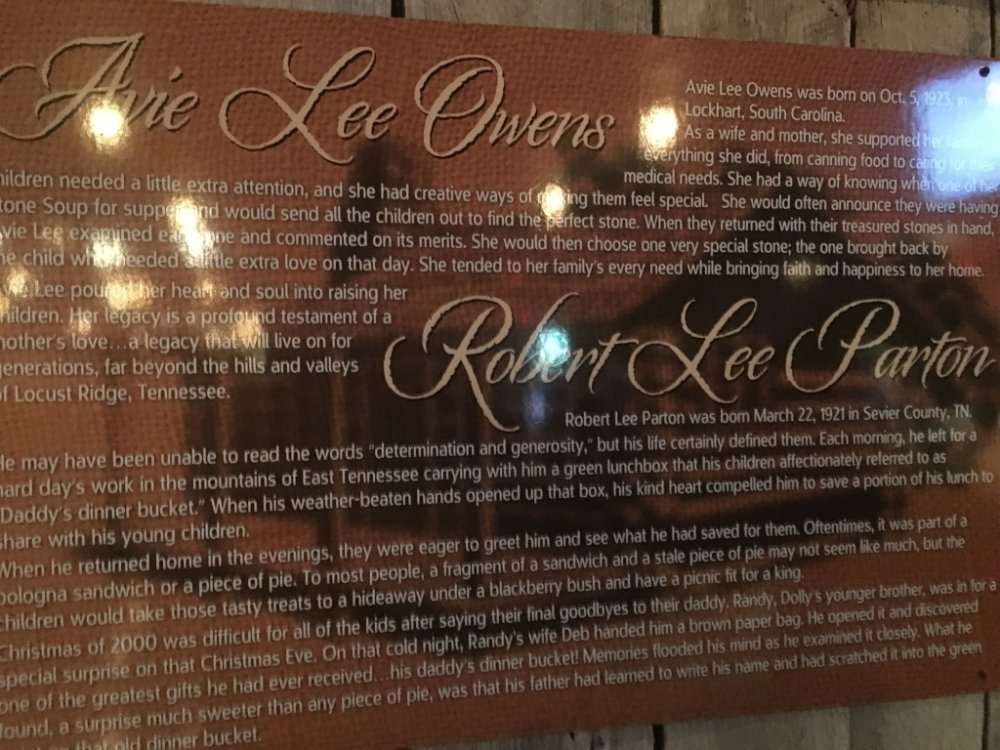 Avie Lee Owens
Avie Lee Owens was born on Oct. 5, 1923, in
Lockhart, South Carolina.
As a wife and mother, she supported her
everything she did, from canning food to caring for their
medical needs. She had a way of knowing when one of her
hildren needed a little extra attention, and she had creative ways of making them feel special. She would often announce they were having
tone Soup for supper and would send all the children out to find the perfect stone. When they returned with their treasured stones in hand,
vie Lee examined each one and commented on its merits. She would then choose one very special stone; the one brought back by
he child who needed a little extra love on that day. She tended to her family's every need while bringing faith and happiness to her home.
Lee poured her heart and soul into raising her
hildren. Her legacy is a profound testament of a
mother's love...a legacy that will live on for
generations, far beyond the hills and valleys
of Locust Ridge, Tennessee.
Robert Lee Parton
Robert Lee Parton was born March 22, 1921 in Sevier County, TN.
He may have been unable to read the words "determination and generosity," but his life certainly defined them. Each morning, he left for a
hard day's work in the mountains of East Tennessee carrying with him a green lunchbox that his children affectionately referred to as
"Daddy's dinner bucket." When his weather-beaten hands opened up that box, his kind heart compelled him to save a portion of his lunch to
share with his young children.
When he returned home in the evenings, they were eager to greet him and see what he had saved for them. Oftentimes, it was part of a
bologna sandwich or a piece of pie. To most people, a fragment of a sandwich and a stale piece of pie may not seem like much, but the
children would take those tasty treats to a hideaway under a blackberry bush and have a picnic fit for a king.
Christmas of 2000 was difficult for all of the kids after saying their final goodbyes to their daddy. Randy, Dolly's younger brother, was in for a
special surprise on that Christmas Eve. On that cold night, Randy's wife Deb handed him a brown paper bag. He opened it and discovered
one of the greatest gifts he had ever received...his daddy's dinner bucket! Memories flooded his mind as he examined it closely. What he
found, a surprise much sweeter than any piece of pie, was that his father had learned to write his name and had scratched it into the green
that old dinner bucket.